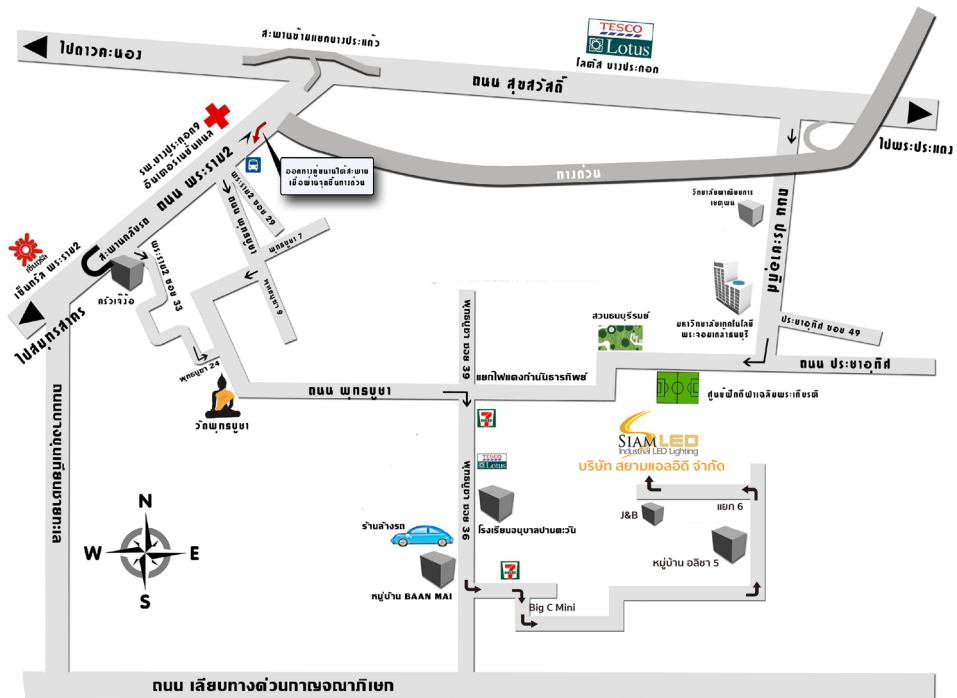 สะพานข้ามแยกบางประแก้ว
TESCO
Lotus
โลตัส บางประกอก
ไปดาวคะนอง
ถนน สุขสวัสดิ์
ไปพระประแดง
รพ.บางปะกอก9
อินเตอร์เนชั่นแนล
ถนน พระราม2
ออกทางคู่ขนานใต้สะพาน
เมื่อผ่านจุดขึ้นทางด่วน
ทางด่วน
พระราม2 ซอย 29
วิทยาลัยพาณิชยการ
เชตุพน
ถนน พุทธบูชา
พุทธบูชา 7
เซ็นทรัล
เซ็นทรัล พระราม2
สะพานกลับรถ
พระราม2 ซอย 33
ครัวเจ๊ง้อ
พุทธบูชา 9
ถนน ประชาอุทิศ
ไปสมุทรสาคร
พุทธบูชา ซอย 39
สวนธนบุรีรมย์
มหาวิทยาลัยเทคโนโลยี
พระจอมเกล้าธนบุรี
ประชาอุทิศ ซอย 49
พุทธบูชา 24
แยกไฟแดงกำนันธารทิพย์
ถนน ประชาอุทิศ
ถนน พุทธบูชา
ศูนย์ฝึกกีฬาเฉลิมพระเกียรติ
วัดพุทธบูชา
ถนนบางขุนเทียนชายทะเล
SIAM LED
Industrial LED Lighting
บริษัท สยามแอลอีดี จำกัด
TESCO
Lotus
พุทธบูชา ซอย 36
N
W
E
S
แยก 6
J&B
ร้านล้างรถ
โรงเรียนอนุบาลปานตะวัน
หมู่บ้าน อลิชา 5
หมู่บ้าน BAAN MAI
Big C Mini
ถนน เลียบทางด่วนกาญจณาภิเษก